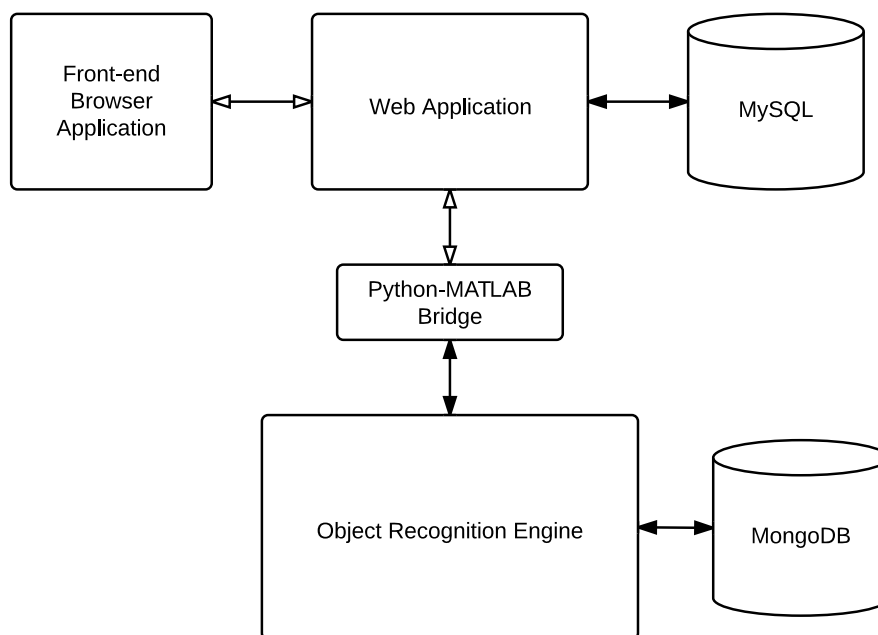 Front-end
Browser
Application
Web Application
MySQL
Python-MATLAB
Bridge
Object Recognition Engine
MongoDB